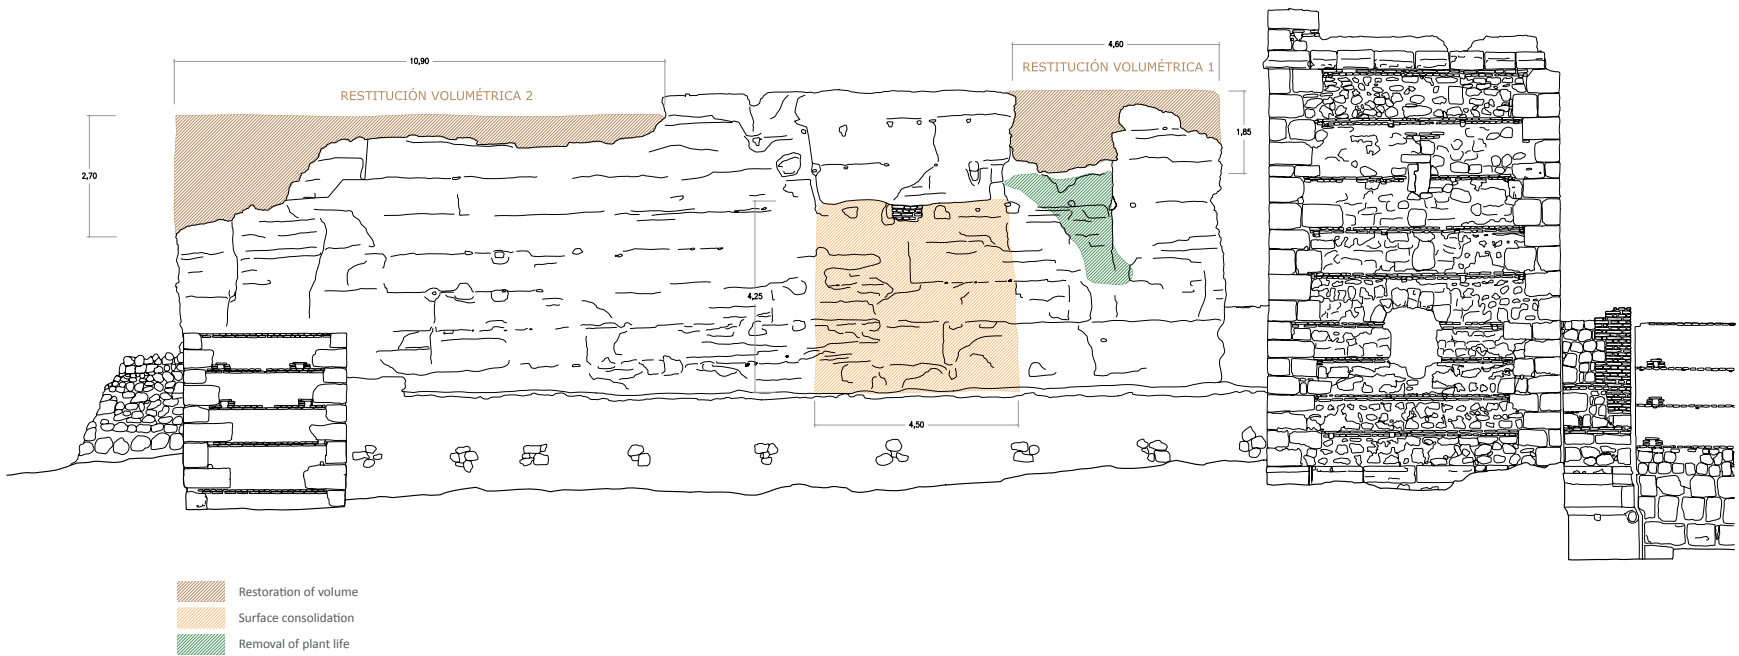 4,60
10,90
RESTITUCIÓN VOLUMÉTRICA 1
RESTITUCIÓN VOLUMÉTRICA 2
1,85
2,70
4,25
4,50
Restoration of volume
Surface consolidation
Removal of plant life